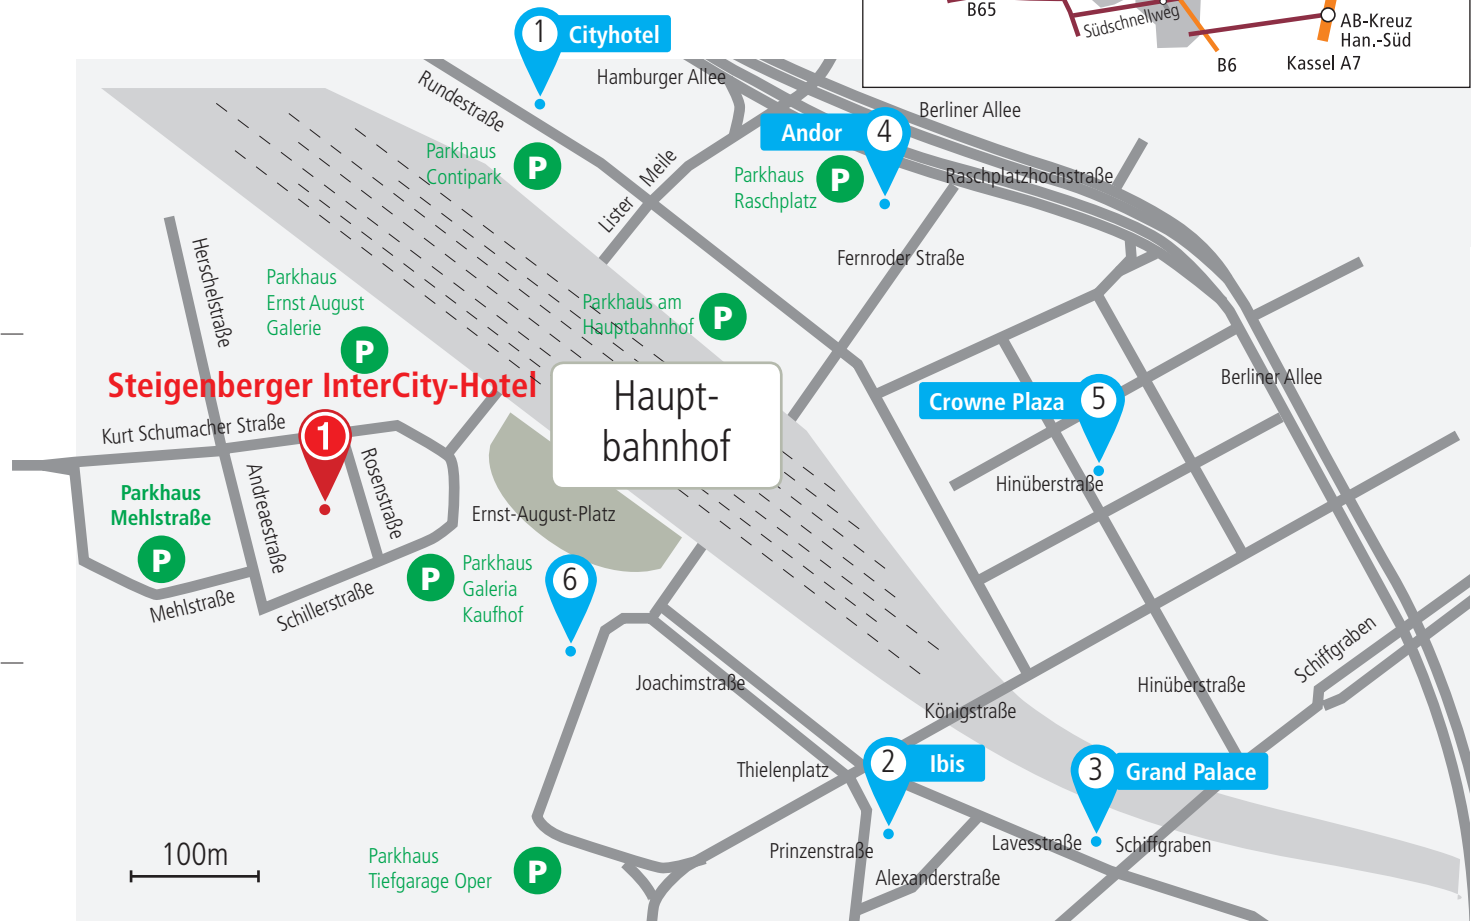 B65
Südschnellweg
AB-Kreuz
Han.-Süd
B6
Kassel A7
1 Cityhotel
Hamburger Allee
Rundestraße
Berliner Allee
Andor 4
Parkhaus
Contipark
P
Lister Meile
Parkhaus
Raschplatz
P
Raschplatzhochstraße
Herschelstraße
Fernroder Straße
Parkhaus
Ernst August
Galerie
P
Parkhaus am
Hauptbahnhof
P
Steigenberger InterCity-Hotel
1
Haupt-
bahnhof
Berliner Allee
Crowne Plaza 5
Kurt Schumacher Straße
Andreaestraße
Rosenstraße
Parkhaus
Mehlstraße
P
Hinüberstraße
Ernst-August-Platz
P
Parkhaus
Galeria
Kaufhof
6
Mehlstraße
Schillerstraße
Schiffgraben
Joachimstraße
Hinüberstraße
Königstraße
Thielenplatz
2 Ibis
3 Grand Palace
100m
Parkhaus
Tiefgarage Oper
P
Prinzenstraße
Lavesstraße
Schiffgraben
Alexanderstraße